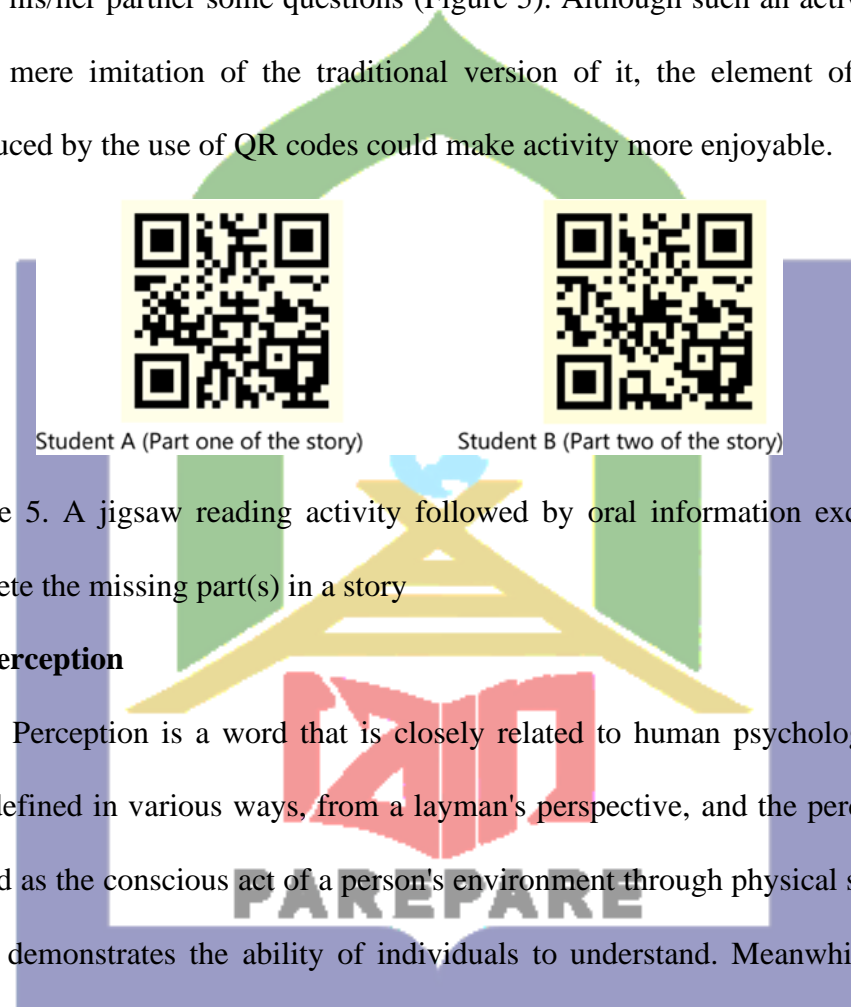 his/her partner some questions (Figure 5). Although such an activ
mere imitation of the traditional version of it, the element of
uced by the use of QR codes could make activity more enjoyable.
Student A (Part one of the story) Student B (Part two of the story)
e 5. A jigsaw reading activity followed by oral information exc
ete the missing part(s) in a story
erception
Perception is a word that is closely related to human psycholog
defined in various ways, from a layman's perspective, and the perc
d as the conscious act of a person's environment through physical s
demonstrates the ability of individuals to understand. Meanwhi
IAIN
PAREPARE